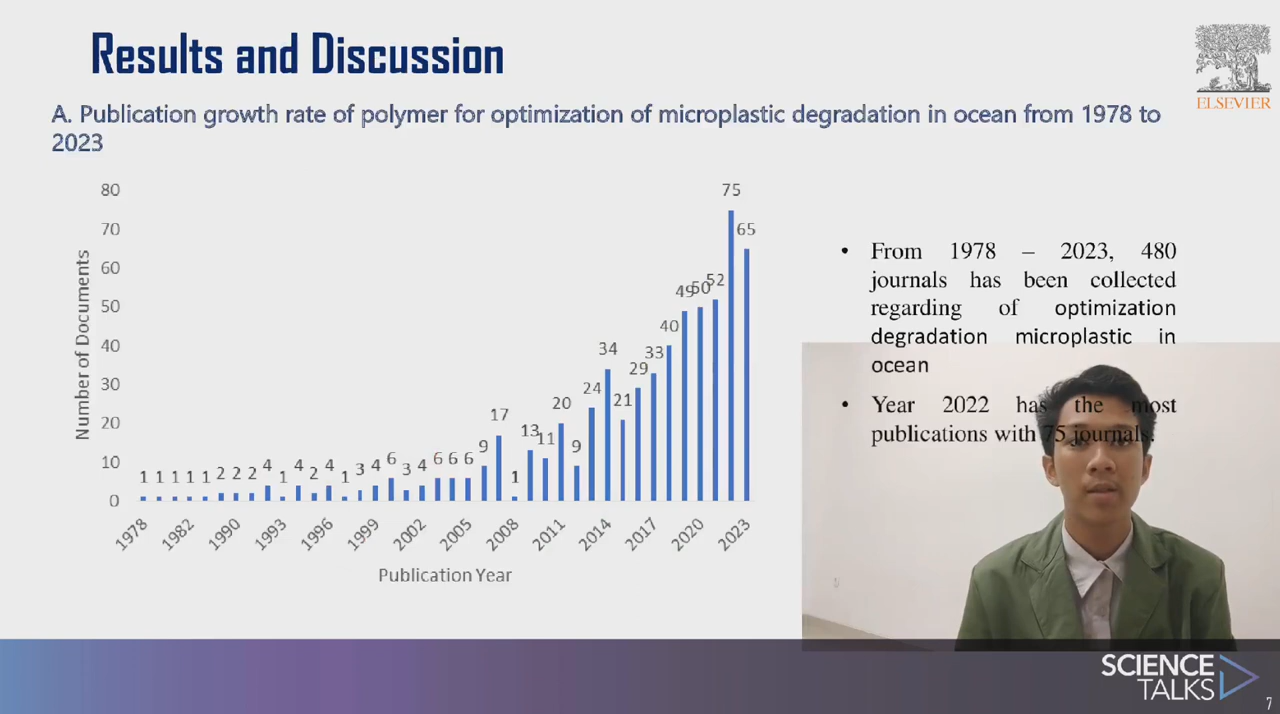 Results and Discussion
ELSEVIER
A. Publication growth rate of polymer for optimization of microplastic degradation in ocean from 1978 to
2023
Number of Documents
80
70
60
50
40
30
20
10
0
1 1 1 1 1 2 2 2 4 1 4 2 4 1 3 4 6 3 4 6 6 6 9 17 1 13 11 20 9 24 34 21 29 33 40 49 50 52 75 65
1978 1982 1990 1993 1996 1999 2002 2005 2008 2011 2014 2017 2020 2023
Publication Year
• From 1978 – 2023, 480
journals has been collected
regarding of optimization
degradation microplastic in
ocean
• Year 2022 has the most
publications with 75 journals.
SCIENCE
TALKS
7